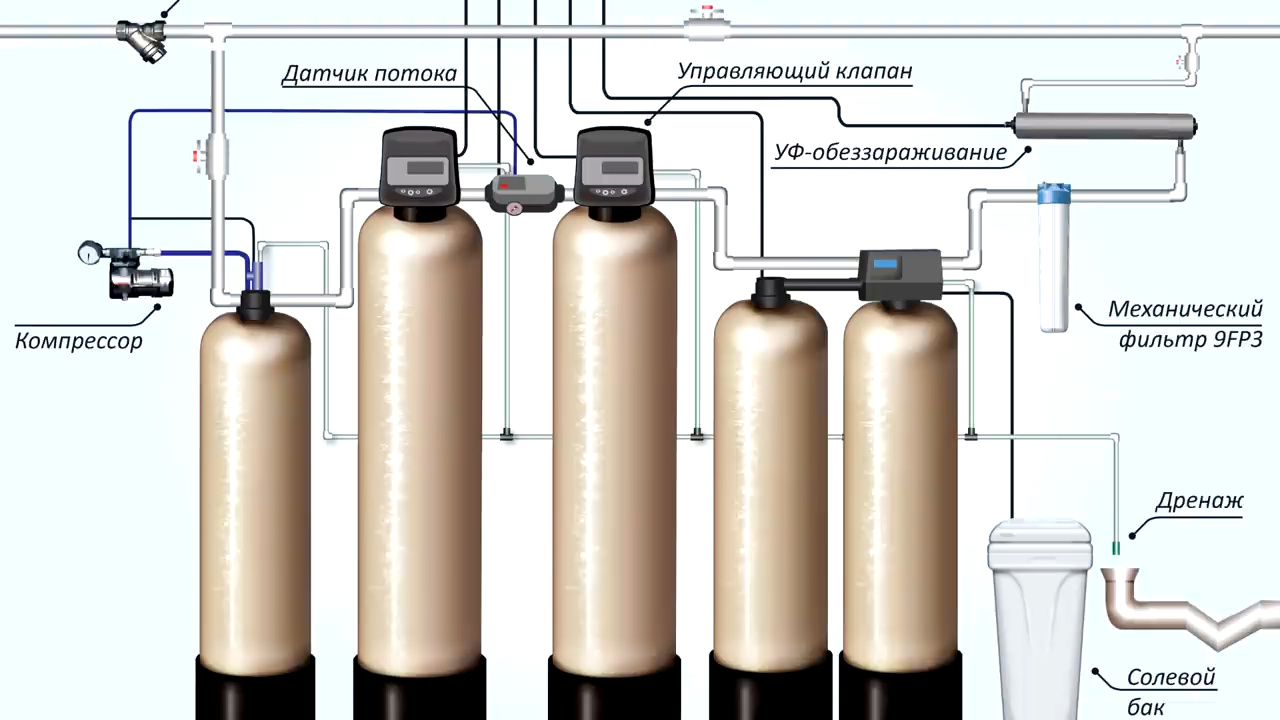 Датчик потока
Управляющий клапан
УФ-обеззараживание
Компрессор
Механический
фильтр 9FP3
Дренаж
Солевой
бак